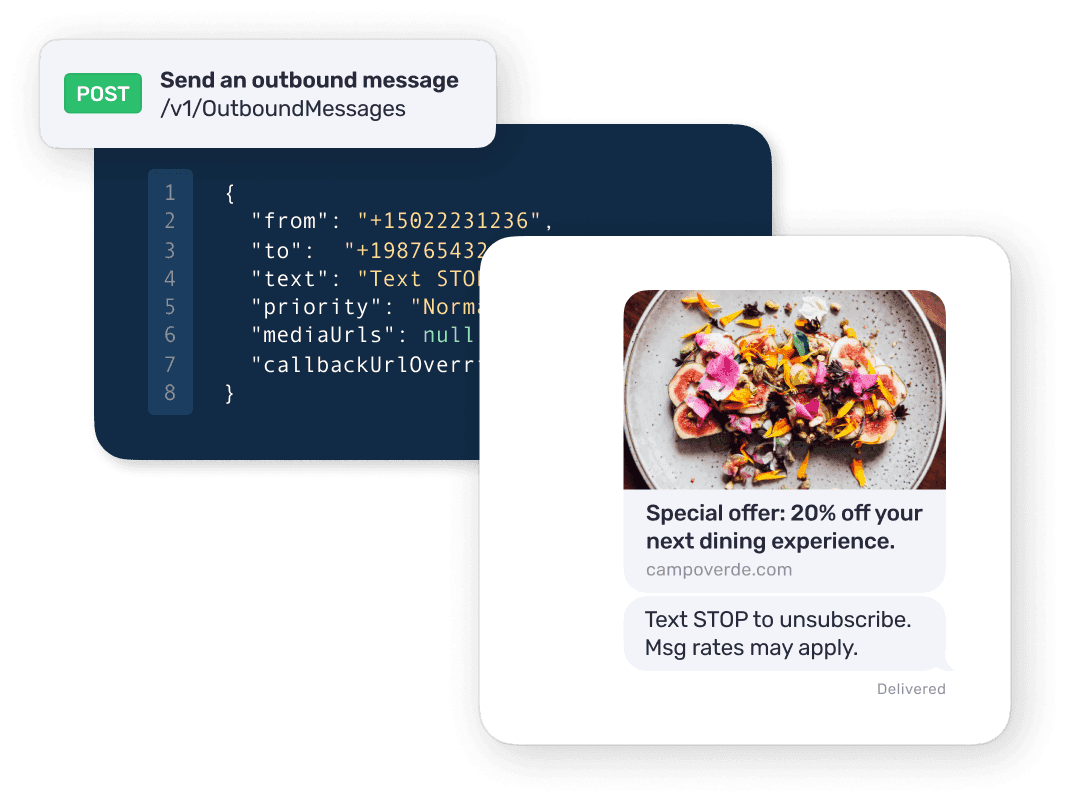 POST
Send an outbound message
/v1/OutboundMessages
1 {
2 "from": "+15022231236",
3 "to": "+198765432
4 "text": "Text STO
5 "priority": "Norma
6 "mediaUrls": null
7 "callbackUrlOverr
8 }
Special offer: 20% off your
next dining experience.
campoverde.com
Text STOP to unsubscribe.
Msg rates may apply.
Delivered